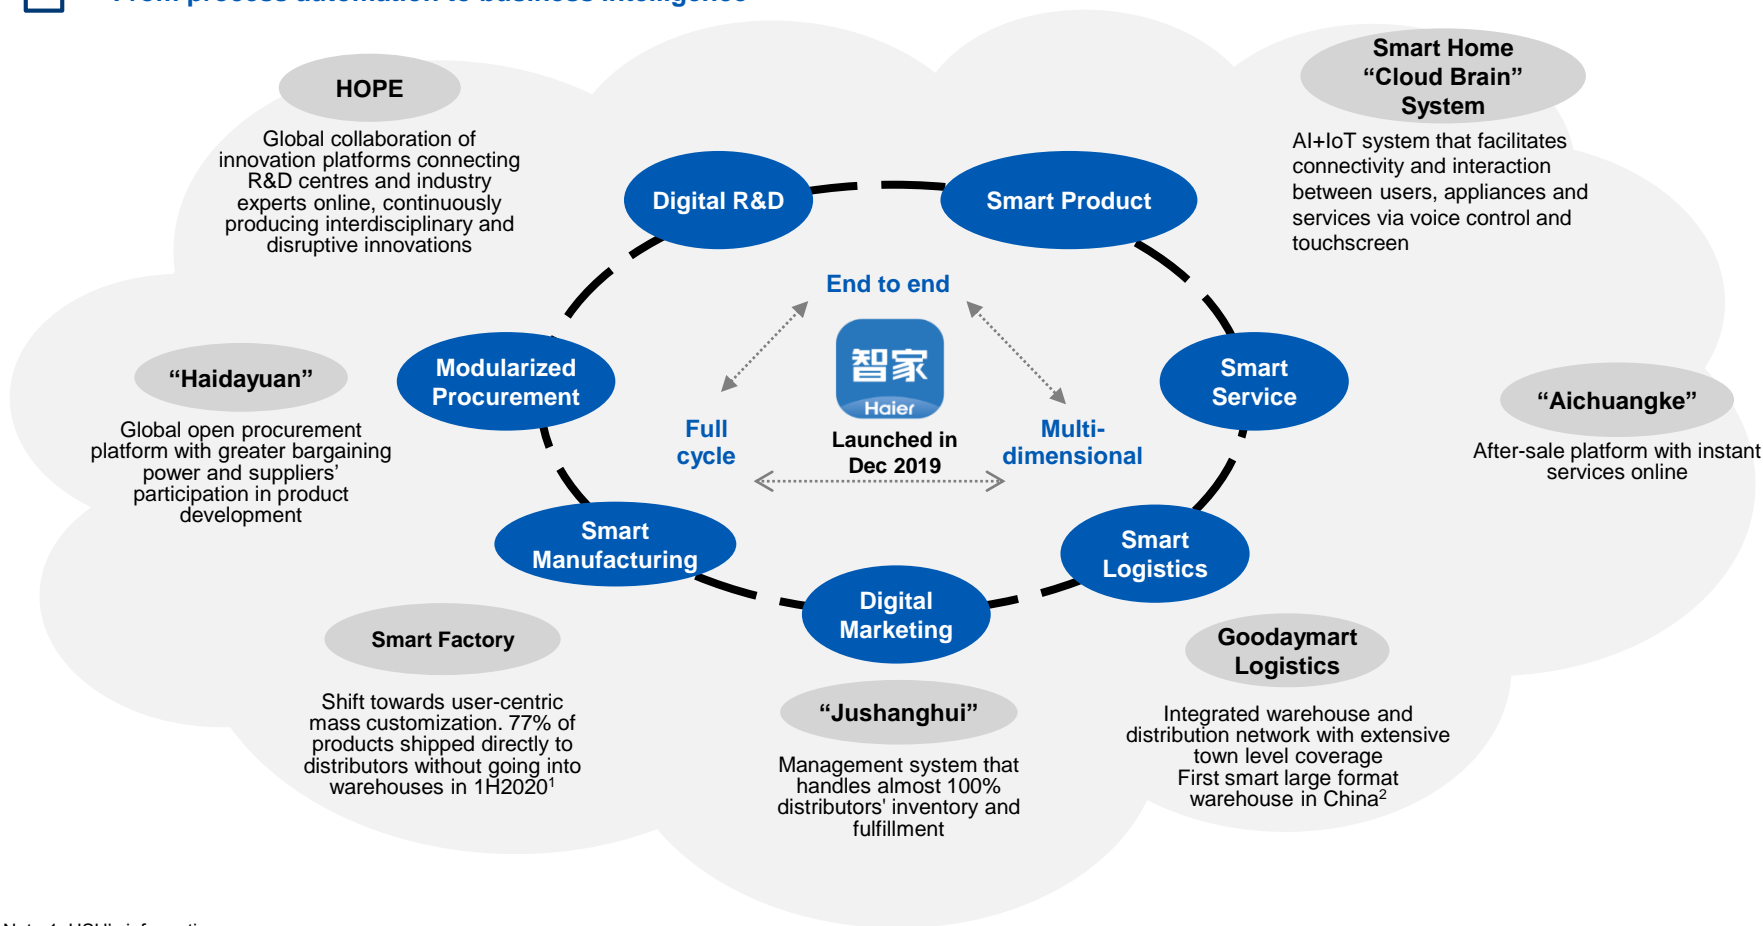 From process automation to business intelligence
HOPE
Global collaboration of
innovation platforms connecting
R&D centres and industry
experts online, continuously
producing interdisciplinary and
disruptive innovations
Smart Home
“Cloud Brain”
System
AI+IoT system that facilitates
connectivity and interaction
between users, appliances and
services via voice control and
touchscreen
Digital R&D
Smart Product
End to end
智家
Haier
Launched in
Dec 2019
Full
cycle
Multi-
dimensional
Modularized
Procurement
Smart
Service
“Haidayuan”
Global open procurement
platform with greater bargaining
power and suppliers’
participation in product
development
“Aichuangke”
After-sale platform with instant
services online
Smart
Manufacturing
Smart
Logistics
Digital
Marketing
Smart Factory
Shift towards user-centric
mass customization. 77% of
products shipped directly to
distributors without going into
warehouses in 1H2020¹
“Jushanghui”
Management system that
handles almost 100%
distributors' inventory and
fulfillment
Goodaymart
Logistics
Integrated warehouse and
distribution network with extensive
town level coverage
First smart large format
warehouse in China²